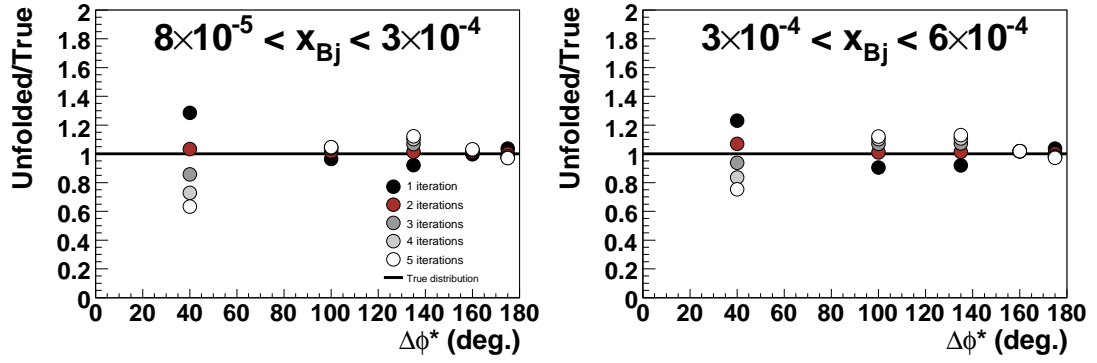 8×10⁻⁵ < x_Bj < 3×10⁻⁴
Unfolded/True
2
1.8
1.6
1.4
1.2
1
0.8
0.6
0.4
0.2
0
1 iteration
2 iterations
3 iterations
4 iterations
5 iterations
True distribution
0 20 40 60 80 100 120 140 160 180
Δϕ* (deg.)
3×10⁻⁴ < x_Bj < 6×10⁻⁴
Unfolded/True
2
1.8
1.6
1.4
1.2
1
0.8
0.6
0.4
0.2
0
0 20 40 60 80 100 120 140 160 180
Δϕ* (deg.)